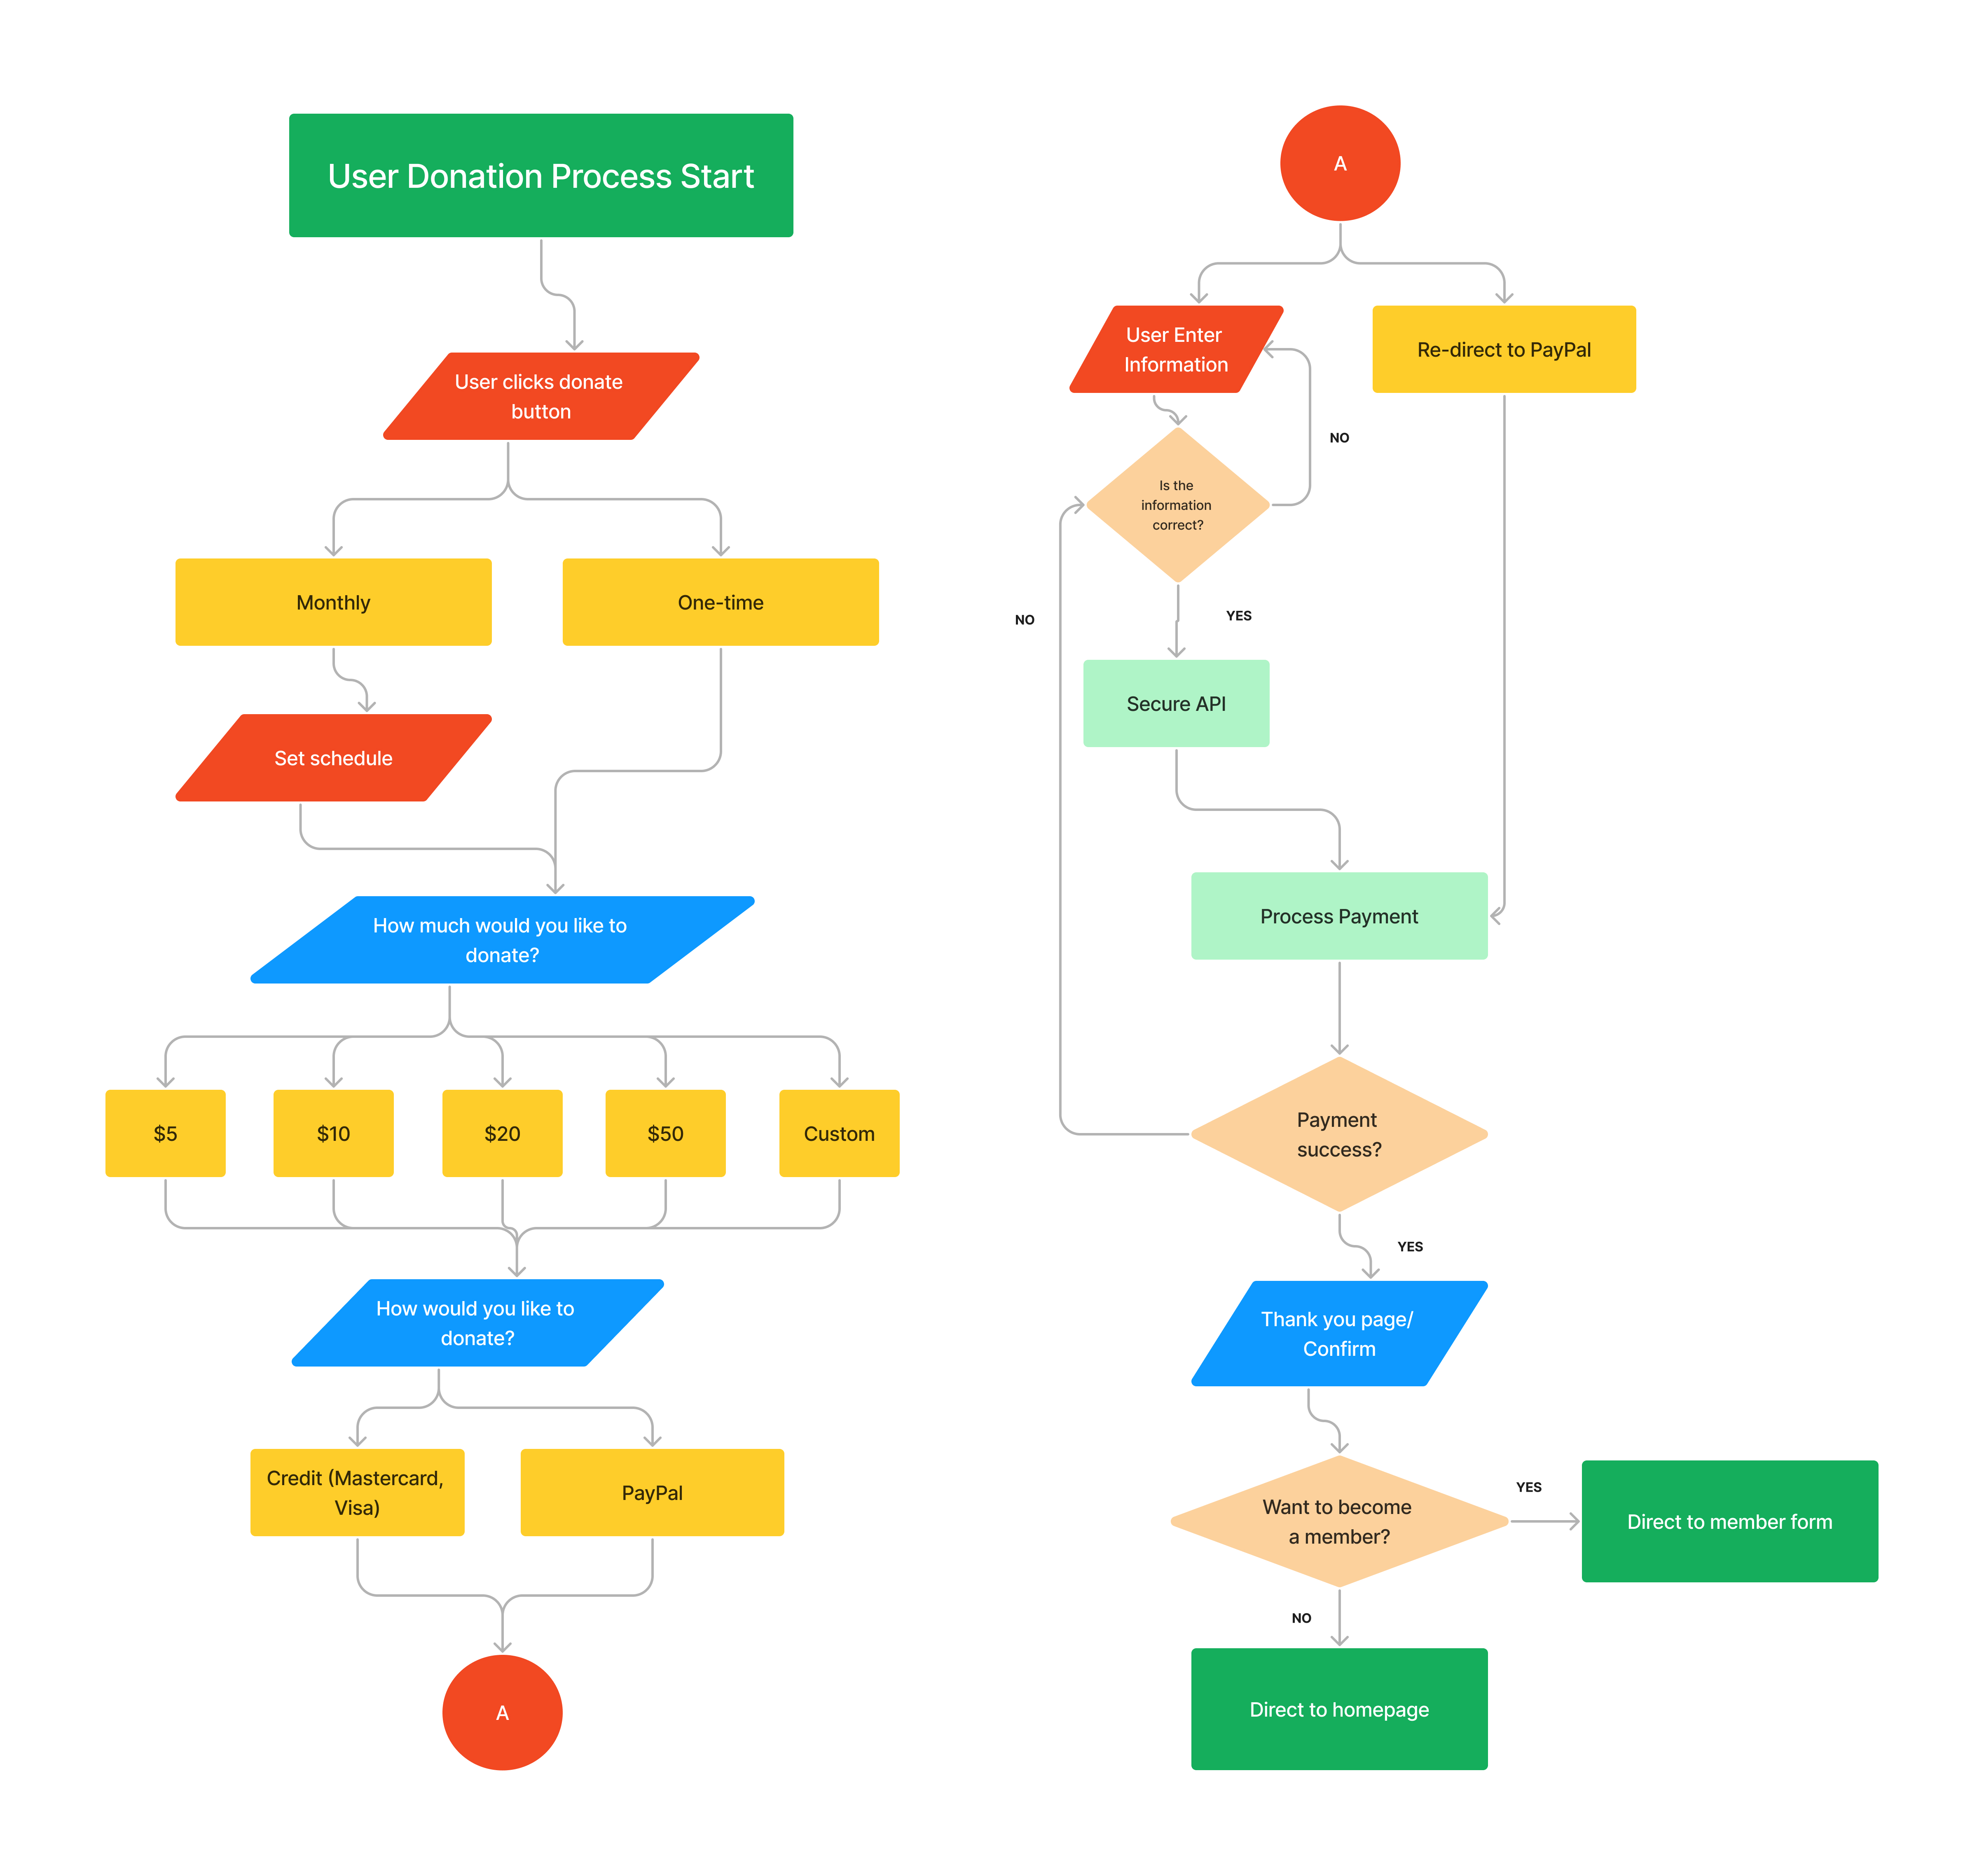 User Donation Process Start
User clicks donate
button
Monthly
One-time
Set schedule
How much would you like to
donate?
$5
$10
$20
$50
Custom
How would you like to
donate?
Credit (Mastercard,
Visa)
PayPal
A
A
User Enter
Information
Re-direct to PayPal
NO
Is the
information
correct?
NO
YES
Secure API
Process Payment
Payment
success?
YES
Thank you page/
Confirm
Want to become
a member?
YES
Direct to member form
NO
Direct to homepage